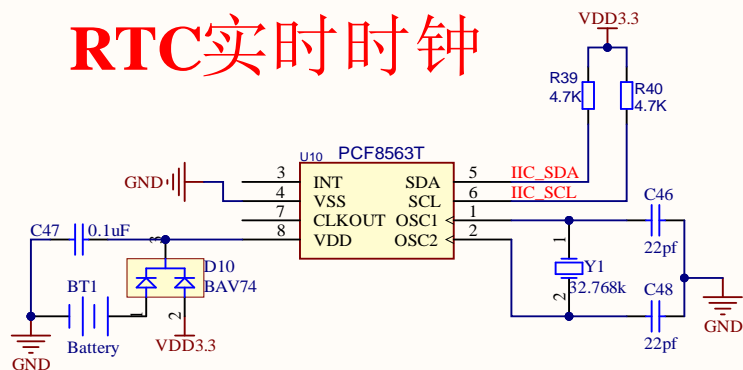 RTC实时时钟
VDD3.3
R39
4.7K
R40
4.7K
U10
PCF8563T
3 INT SDA 5 IIC_SDA
GND 4 VSS SCL 6 IIC_SCL
7 CLKOUT OSC1 1
8 VDD OSC2 2
C46
22pf
C47
0.1uF
3
D10
BAV74
1
Y1
32.768k
2
C48
22pf
GND
BT1
Battery
1
2
VDD3.3
GND